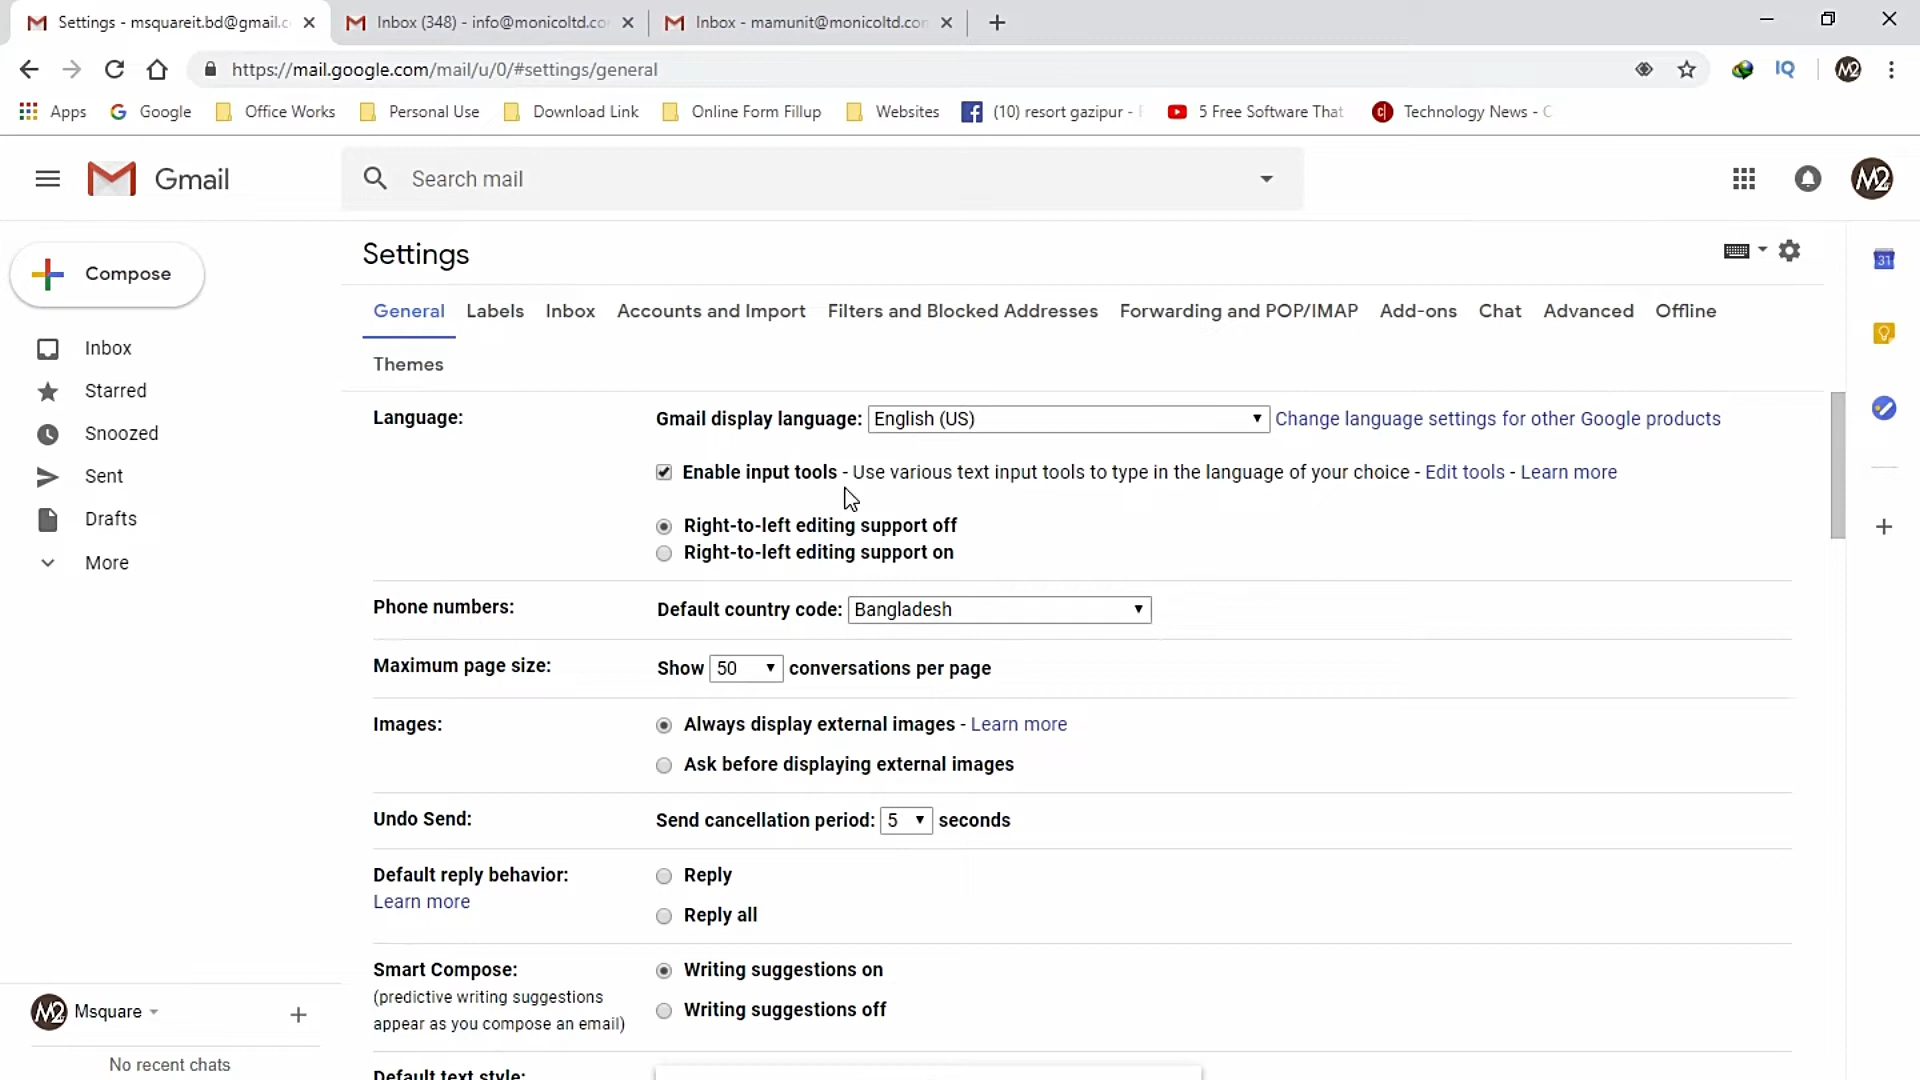 Settings - msquareit.bd@gmail.c
Inbox (348) - info@monicoltd.co
Inbox - mamunit@monicoltd.co
https://mail.google.com/mail/u/0/#settings/general
IQ
M2
Apps
Google
Office Works
Personal Use
Download Link
Online Form Fillup
Websites
(10) resort gazipur -
5 Free Software That
Technology News - C
Gmail
Search mail
M2
Compose
Settings
31
General Labels Inbox Accounts and Import Filters and Blocked Addresses Forwarding and POP/IMAP Add-ons Chat Advanced Offline
Themes
Inbox
Starred
Snoozed
Sent
Drafts
More
Language:
Gmail display language: English (US) Change language settings for other Google products
Enable input tools - Use various text input tools to type in the language of your choice - Edit tools - Learn more
Right-to-left editing support off
Right-to-left editing support on
Phone numbers:
Default country code: Bangladesh
Maximum page size:
Show 50 conversations per page
Images:
Always display external images - Learn more
Ask before displaying external images
Undo Send:
Send cancellation period: 5 seconds
Default reply behavior:
Learn more
Reply
Reply all
Smart Compose:
(predictive writing suggestions
appear as you compose an email)
Writing suggestions on
Writing suggestions off
Default text style:
M2 Msquare
No recent chats